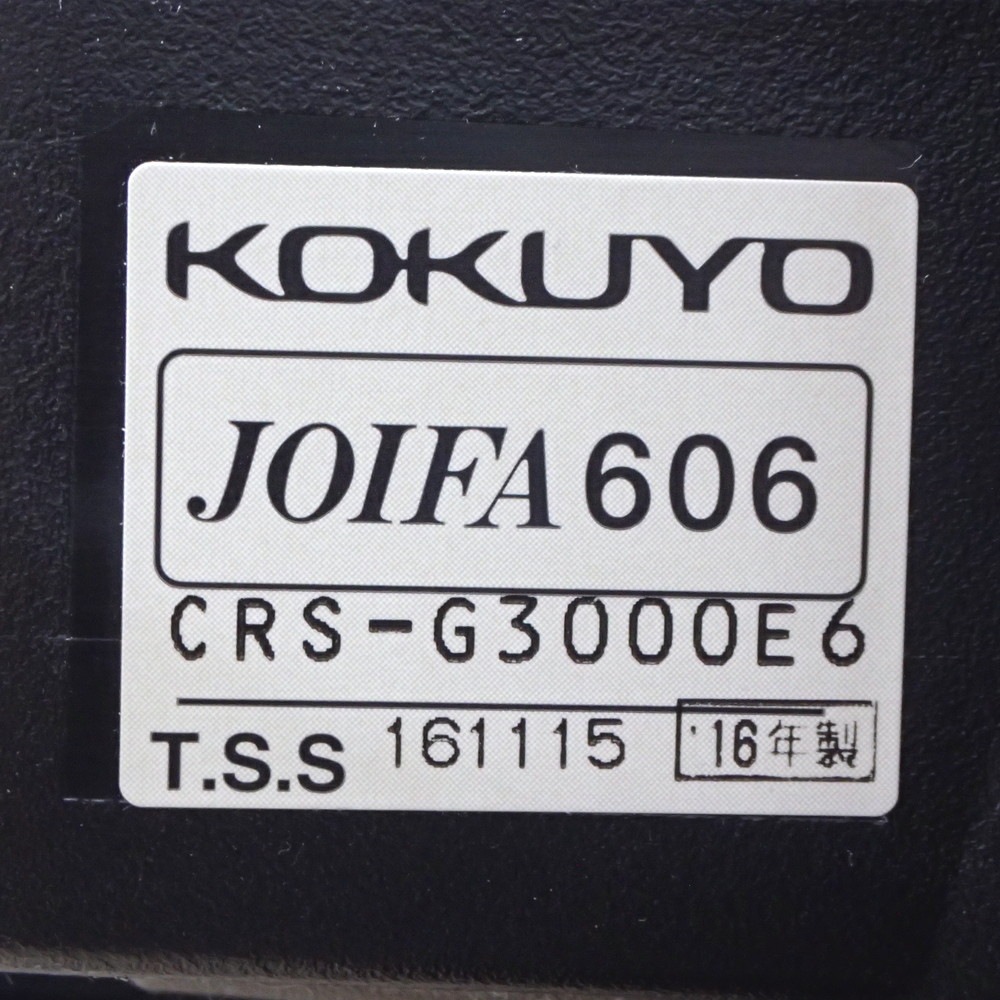 KOKUYO
JOIFA 606
CRS-G3000E6
T.S.S 161115 '16年製